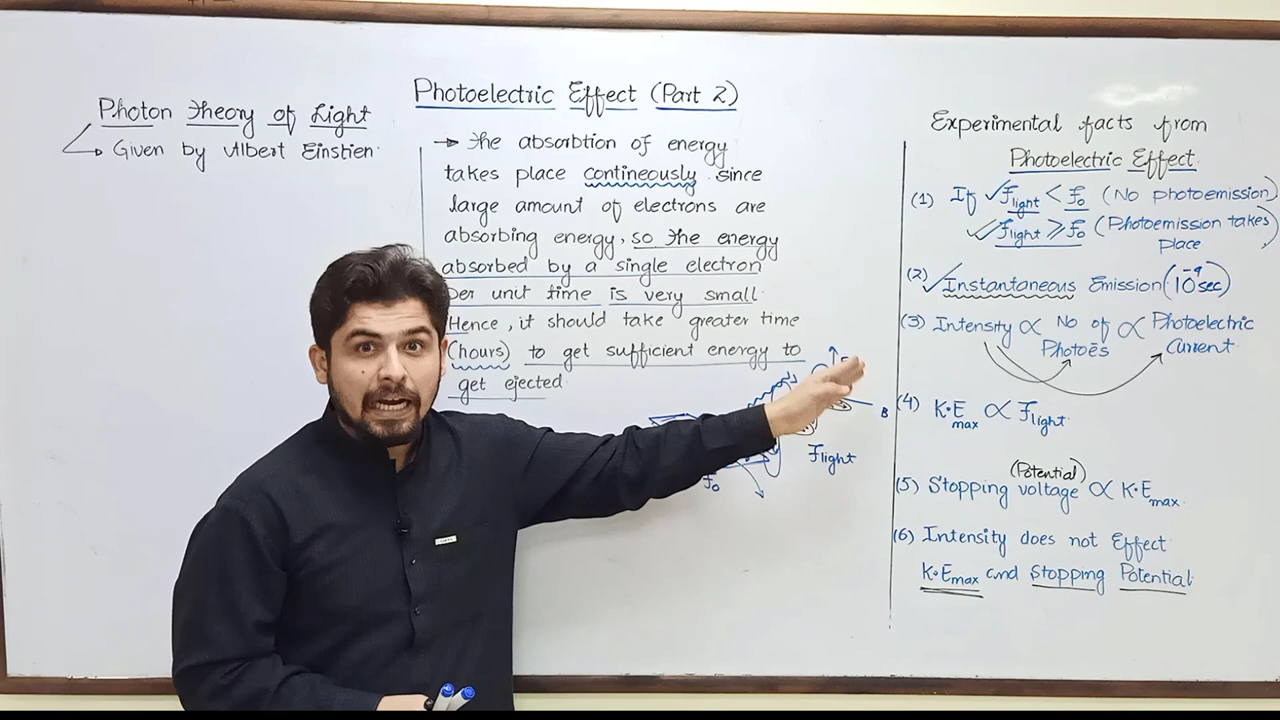 Photoelectric Effect (Part 2)
Photon theory of Light
Given by Albert Einstien
→ The absorbtion of energy
takes place contineously since
large amount of electrons are
absorbing energy, so the energy
absorbed by a single electron
per unit time is very small.
Hence, it should take greater time
(hours) to get sufficient energy to
get ejected
B
Flight
Fo
Experimental facts from
Photoelectric Effect.
(1) If ✓ Flight < Fo (No photoemission)
✓ Flight ⩾ Fo (Photoemission takes
place
(2) ✓ Instantaneous Emission (10⁻⁹ sec)
(3) Intensity ∝ No of ∝ Photoelectric
Photoes Current.
(4) K.Emax ∝ Flight
(Potential)
(5) Stopping voltage ∝ K.Emax.
(6) Intensity does not Effect
K.Emax and Stopping Potential